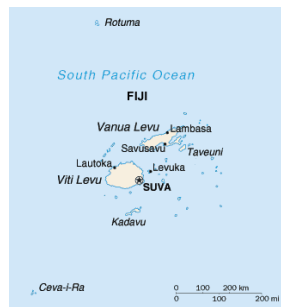 Rotuma
South Pacific Ocean
FIJI
Vanua Levu
Lambasa
Savusavu
Taveuni
Lautoka
Levuka
Viti Levu
SUVA
Kadavu
Ceva-i-Ra
0 100 200 km
0 100 200 mi